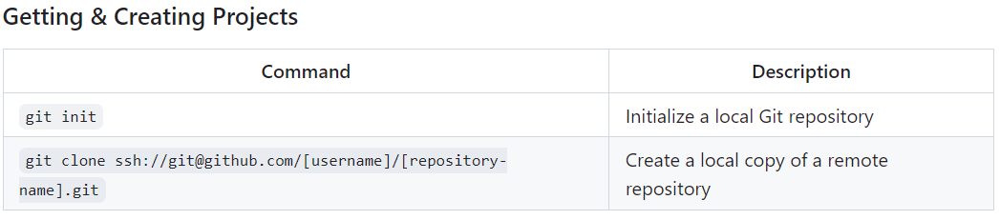 Getting & Creating Projects
Command Description
git init Initialize a local Git repository
git clone ssh://git@github.com/[username]/[repository-
name].git
Create a local copy of a remote
repository